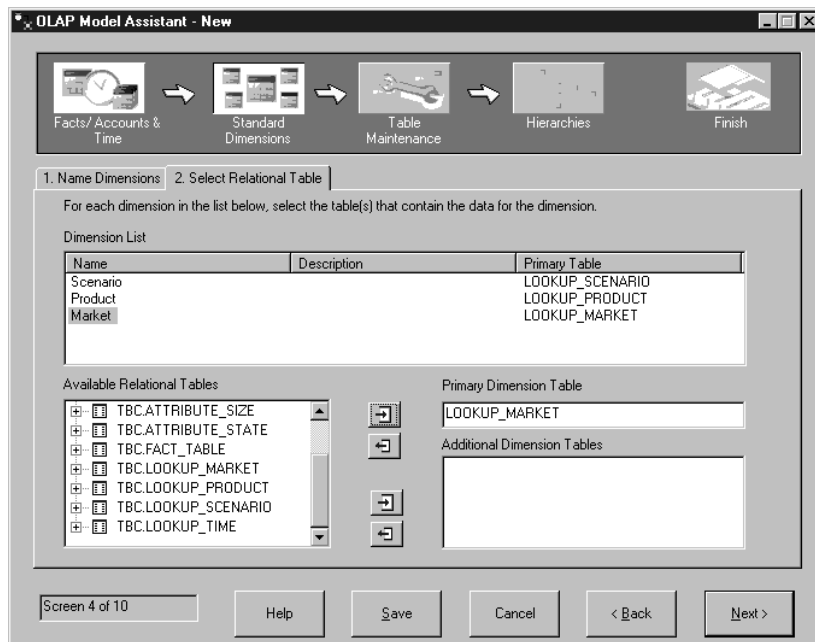 OLAP Model Assistant - New
Facts/ Accounts &
Time
Standard
Dimensions
Table
Maintenance
Hierarchies
Finish
1. Name Dimensions
2. Select Relational Table
For each dimension in the list below, select the table(s) that contain the data for the dimension.
Dimension List
Name Description Primary Table
Scenario LOOKUP_SCENARIO
Product LOOKUP_PRODUCT
Market LOOKUP_MARKET
Available Relational Tables
TBC.ATTRIBUTE_SIZE
TBC.ATTRIBUTE_STATE
TBC.FACT_TABLE
TBC.LOOKUP_MARKET
TBC.LOOKUP_PRODUCT
TBC.LOOKUP_SCENARIO
TBC.LOOKUP_TIME
Primary Dimension Table
LOOKUP_MARKET
Additional Dimension Tables
Screen 4 of 10
Help
Save
Cancel
< Back
Next >